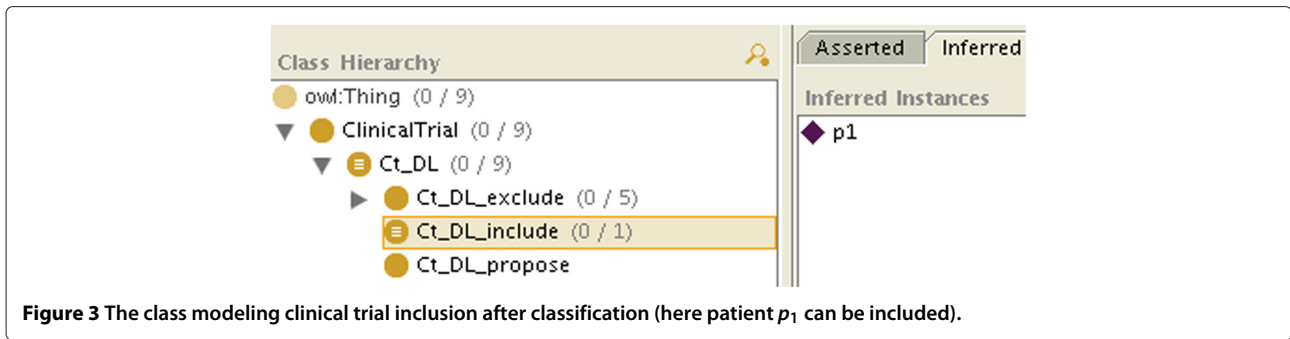 Class Hierarchy
owl:Thing (0 / 9)
ClinicalTrial (0 / 9)
Ct_DL (0 / 9)
Ct_DL_exclude (0 / 5)
Ct_DL_include (0 / 1)
Ct_DL_propose
Asserted Inferred
Inferred Instances
p1
Figure 3 The class modeling clinical trial inclusion after classification (here patient p1 can be included).